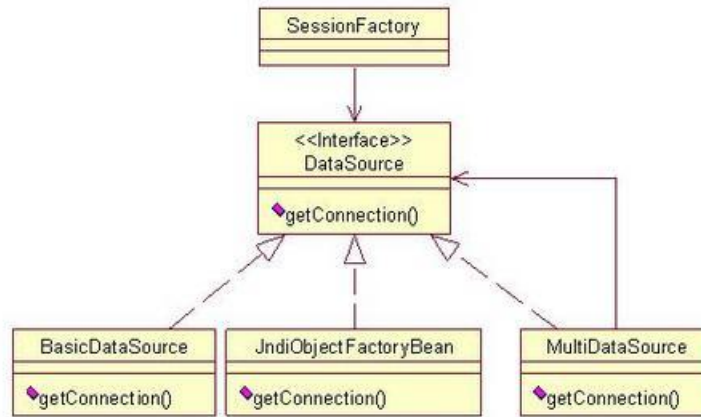 SessionFactory
<<Interface>>
DataSource
getConnection()
BasicDataSource
getConnection()
JndiObjectFactoryBean
getConnection()
MultiDataSource
getConnection()